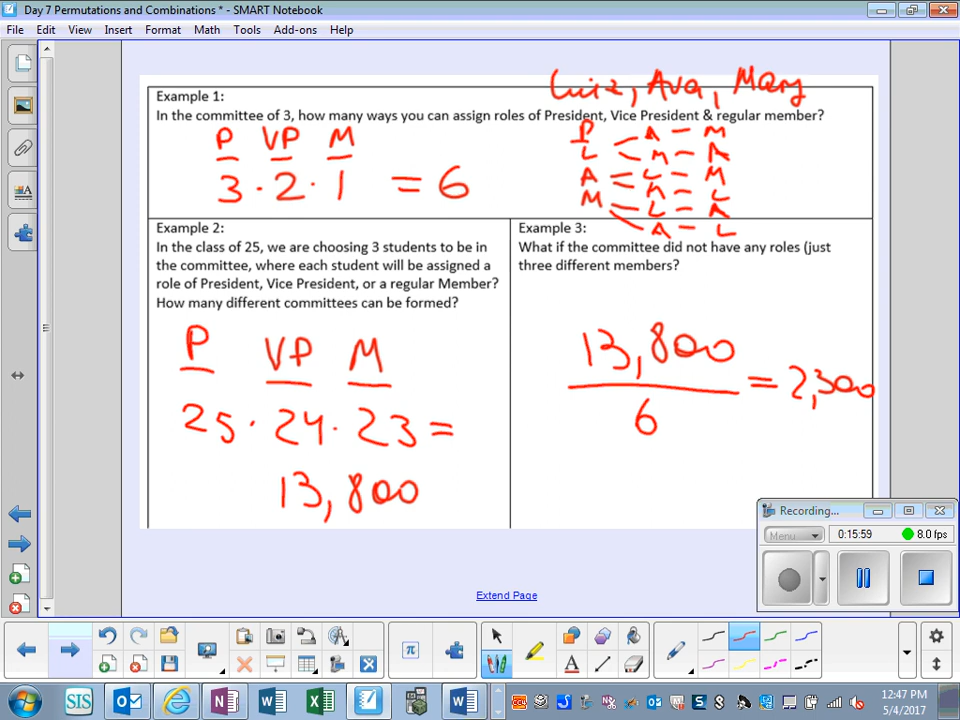 Day 7 Permutations and Combinations * - SMART Notebook
File Edit View Insert Format Math Tools Add-ons Help
Example 1:
In the committee of 3, how many ways you can assign roles of President, Vice President & regular member?
P VP M
3 · 2 · 1 = 6
Ava, Mary
P
L A – M
M – A
A L – M
M – L
M L – A
A – L
Example 2:
In the class of 25, we are choosing 3 students to be in
the committee, where each student will be assigned a
role of President, Vice President, or a regular Member?
How many different committees can be formed?
P VP M
25 · 24 · 23 =
13,800
Example 3:
What if the committee did not have any roles (just
three different members?
13,800
6
= 2,300
Recording...
Menu
0:15:59
8.0 fps
Extend Page
π
A
SIS
12:47 PM
5/4/2017